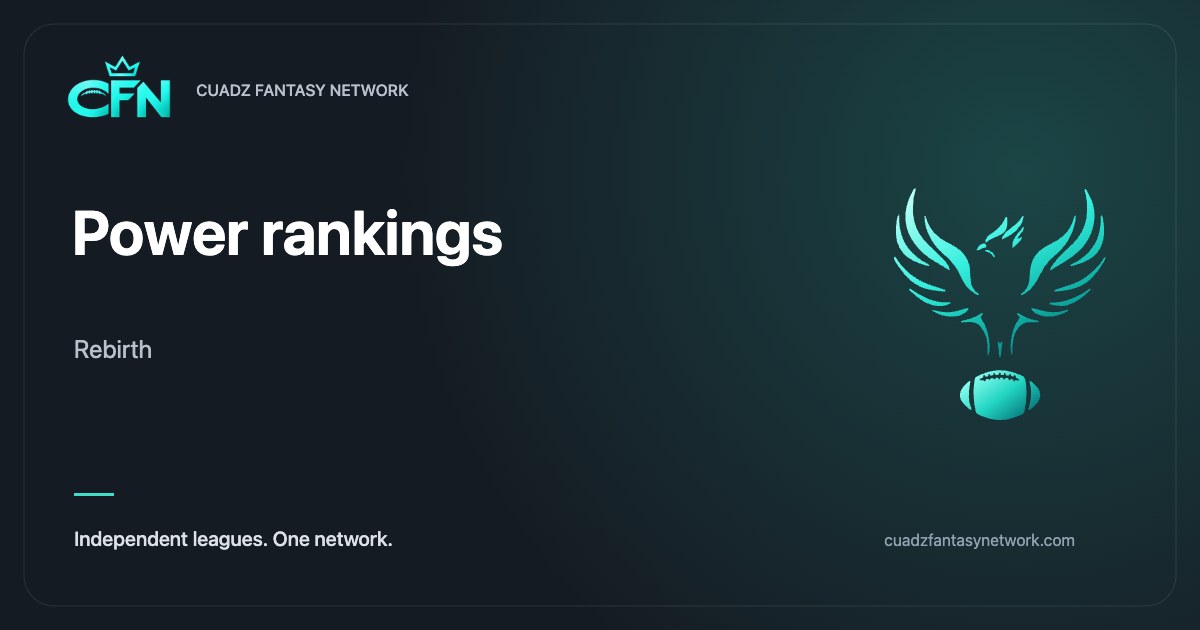 CFN
CUADZ FANTASY NETWORK
Power rankings
Rebirth
Independent leagues. One network.
cuadzfantasynetwork.com